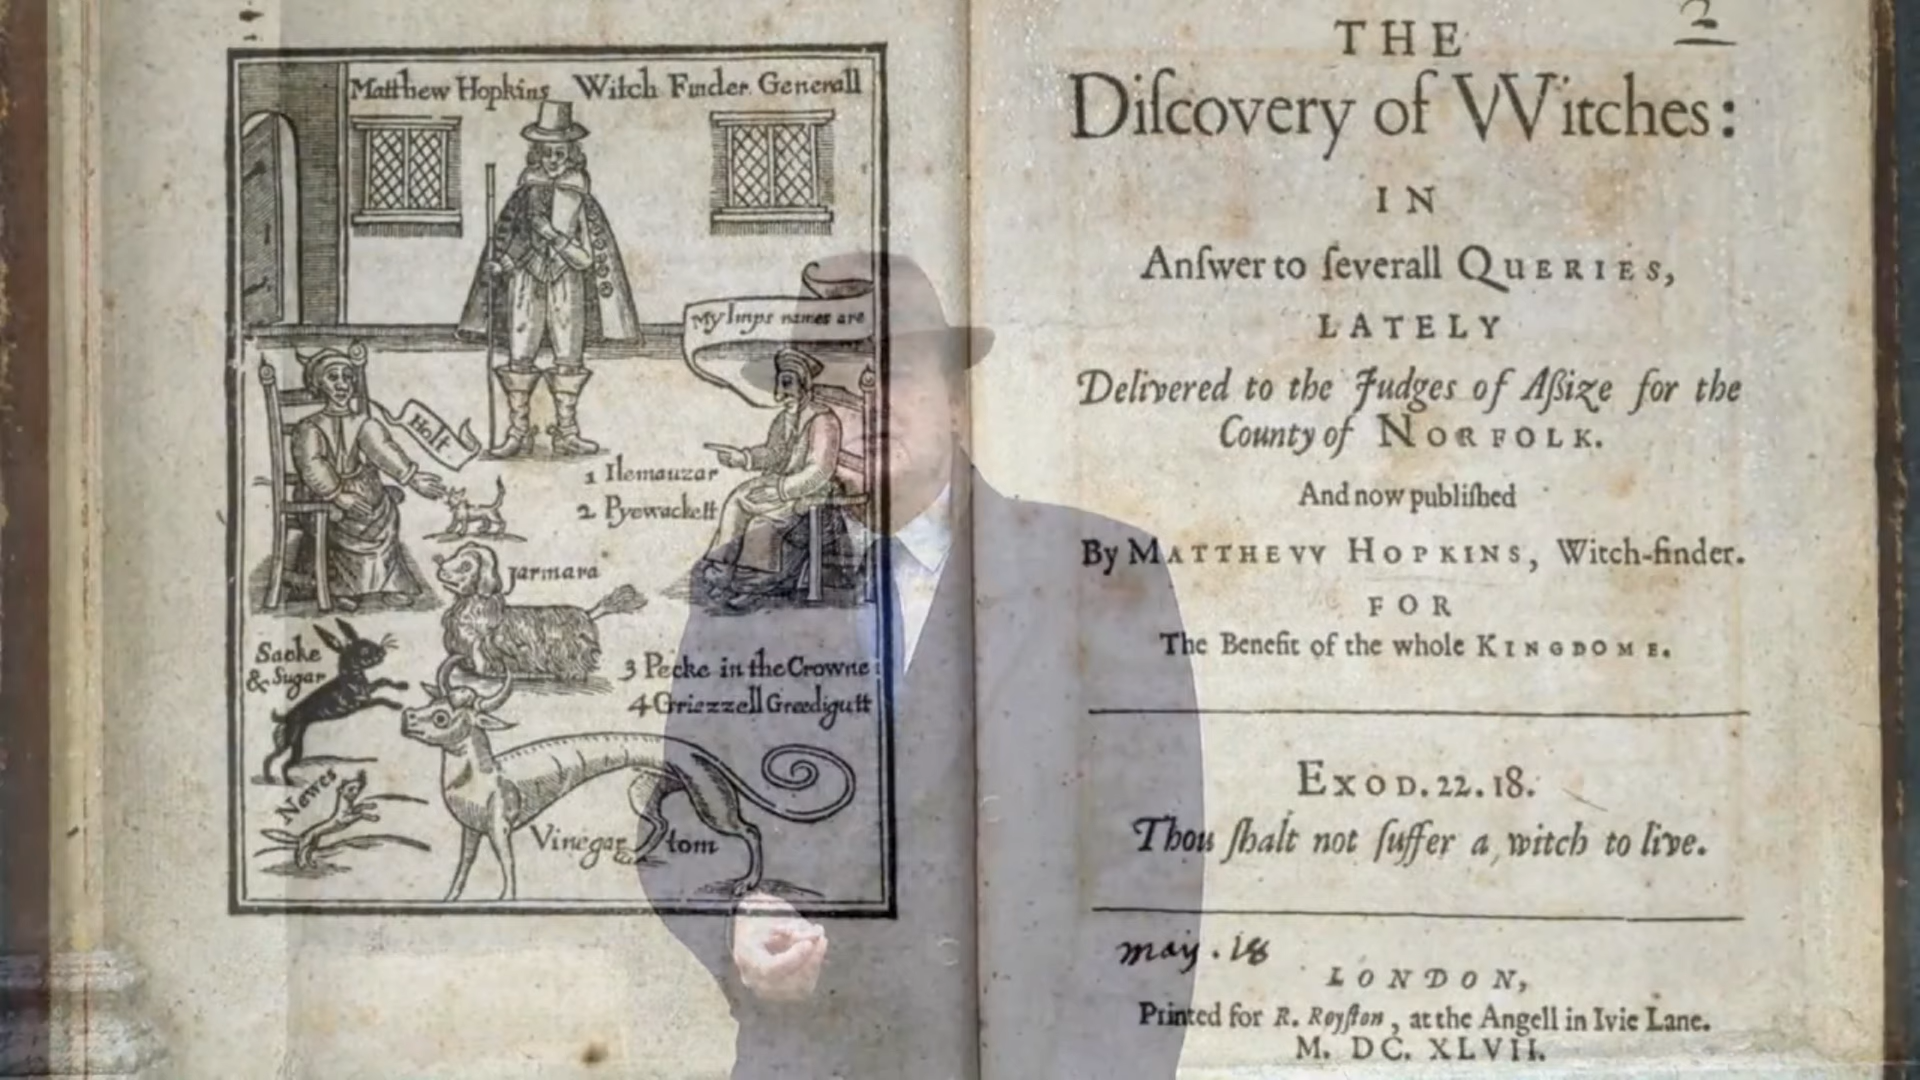 Matthew Hopkins Witch Finder Generall
My Imps names are
Holt
1 Ilemauzar
2 Pyewackett
Jarmara
Sacke
& Sugar
3 Pecke in the Crowne
4 Griezzell Greedigutt
Newes
Vinegar tom
2
THE
Diſcovery of VVitches:
IN
Anſwer to ſeverall QUERIES,
LATELY
Delivered to the Judges of Aßize for the
County of NORFOLK.
And now publiſhed
By MATTHEVV HOPKINS, Witch-finder.
FOR
The Benefit of the whole KINGDOME.
EXOD. 22. 18.
Thou ſhalt not ſuffer a witch to live.
may. 18
LONDON,
Printed for R. Royſton, at the Angell in Ivie Lane.
M. DC. XLVII.